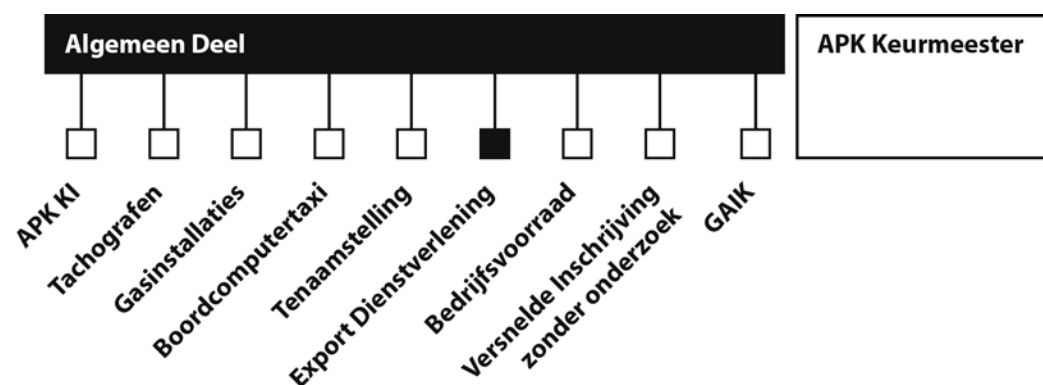 Algemeen Deel
APK Keurmeester
APK KI
Tachografen
Gasinstallaties
Boordcomputertaxi
Tenaamstelling
Export Dienstverlening
Bedrijfsvoorraad
Versnelde Inschrijving
zonder onderzoek
GAIK